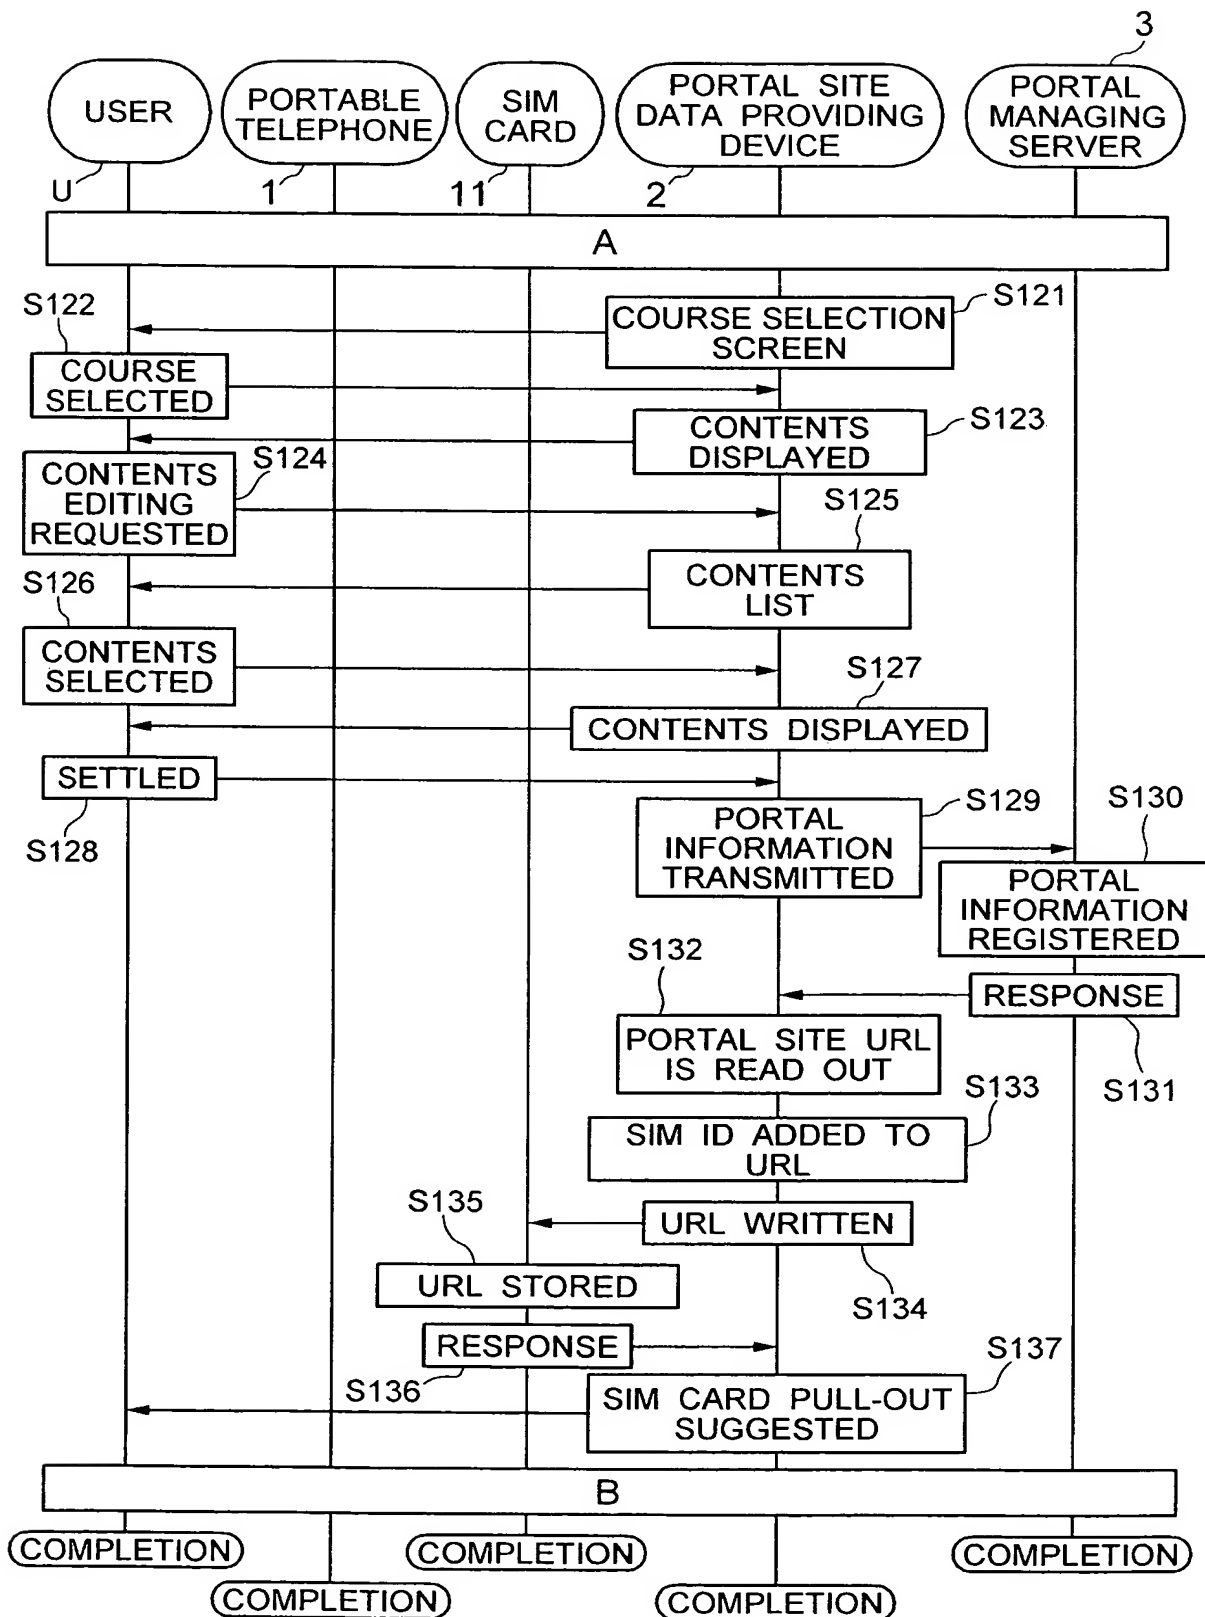 3
USER
PORTABLE
TELEPHONE
SIM
CARD
PORTAL SITE
DATA PROVIDING
DEVICE
PORTAL
MANAGING
SERVER
U
1
11
2
A
S121
S122
COURSE SELECTION
SCREEN
COURSE
SELECTED
S123
CONTENTS
DISPLAYED
S124
CONTENTS
EDITING
REQUESTED
S125
CONTENTS
LIST
S126
CONTENTS
SELECTED
S127
CONTENTS DISPLAYED
SETTLED
S128
S129
PORTAL
INFORMATION
TRANSMITTED
S130
PORTAL
INFORMATION
REGISTERED
S132
RESPONSE
S131
PORTAL SITE URL
IS READ OUT
S133
SIM ID ADDED TO
URL
S135
URL WRITTEN
S134
URL STORED
RESPONSE
S136
S137
SIM CARD PULL-OUT
SUGGESTED
B
COMPLETION
COMPLETION
COMPLETION
COMPLETION
COMPLETION